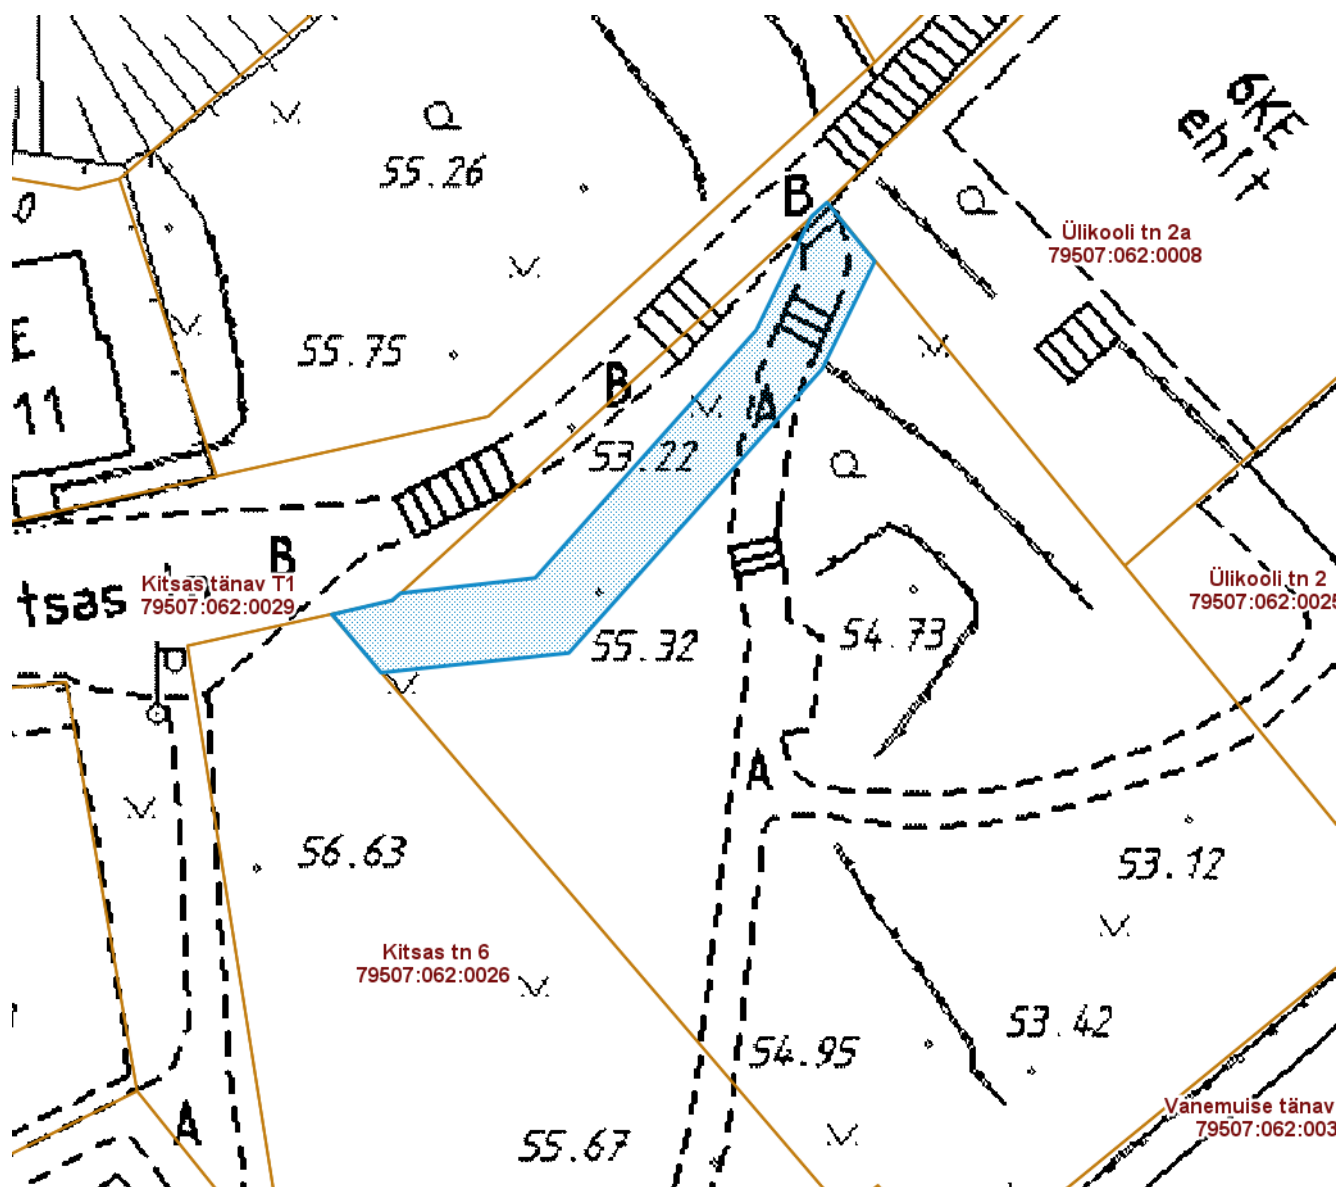 6KE
ehit
55.26
B
Ülikooli tn 2a
79507:062:0008
E
11
55.75
B
A
53.22
B
Kitsas tänav T1
79507:062:0029
tsas
Ülikooli tn 2
79507:062:0025
55.32
54.73
A
56.63
53.12
Kitsas tn 6
79507:062:0026
53.42
54.95
A
Vanemuise tänav
79507:062:003
55.67